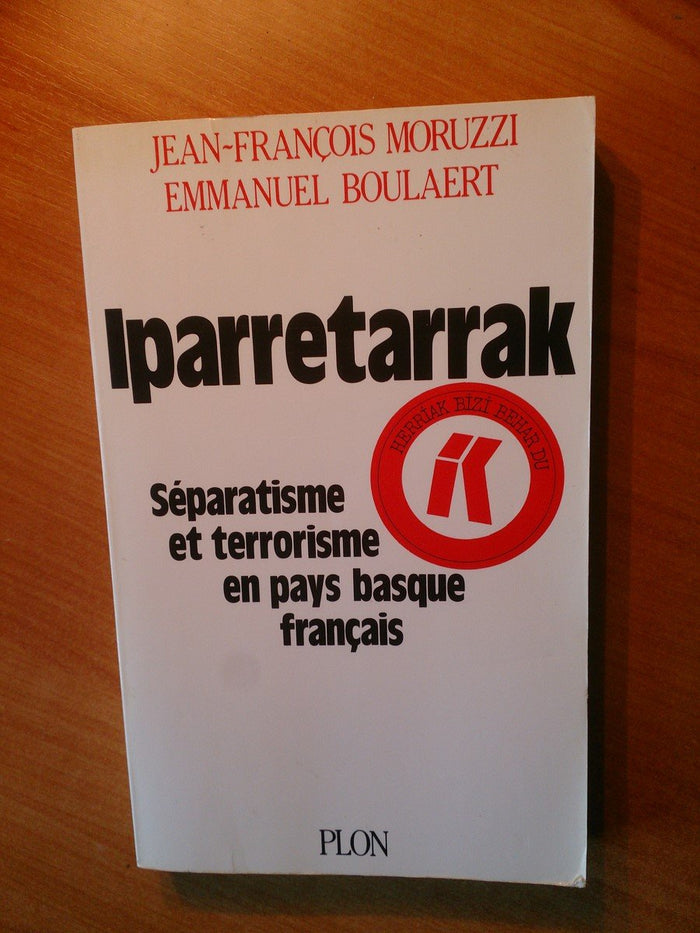 JEAN-FRANÇOIS MORUZZI
EMMANUEL BOULAERT
Iparretarrak
HERRIAK BIZI BEHAR DU
iK
Séparatisme
et terrorisme
en pays basque
français
PLON